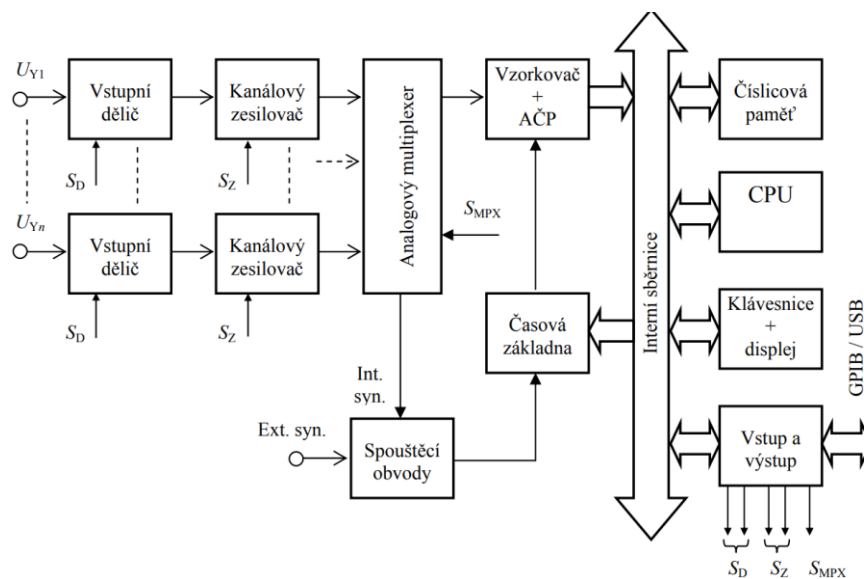 U_Y1
Vstupní
dělič
Kanálový
zesilovač
Analogový multiplexer
Vzorkovač
+
AČP
Číslicová
paměť
S_D
S_Z
CPU
U_Yn
Vstupní
dělič
Kanálový
zesilovač
S_MPX
S_D
S_Z
Časová
základna
Interní sběrnice
Klávesnice
+
displej
GPIB / USB
Int.
syn.
Ext. syn.
Spouštěcí
obvody
Vstup a
výstup
S_D
S_Z
S_MPX